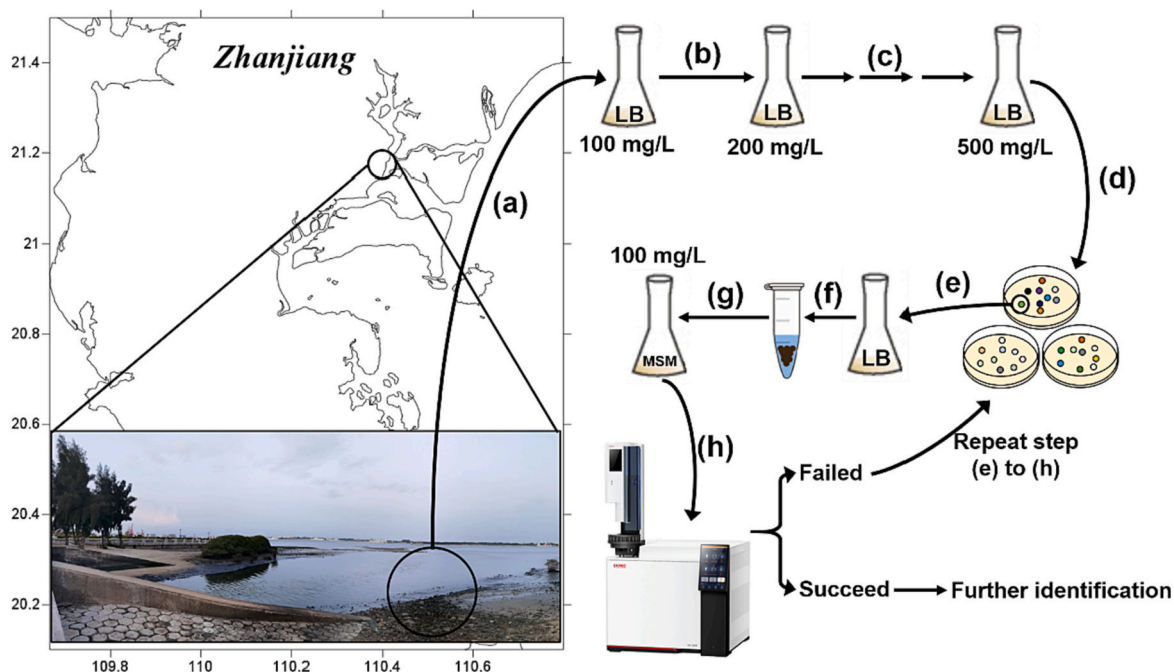 Zhanjiang
21.4
21.2
21
20.8
20.6
20.4
20.2
109.8
110
110.2
110.4
110.6
(a)
LB
100 mg/L
(b)
LB
200 mg/L
(c)
LB
500 mg/L
(d)
(e)
LB
(f)
(g)
100 mg/L
MSM
(h)
Failed
Repeat step
(e) to (h)
Succeed
Further identification